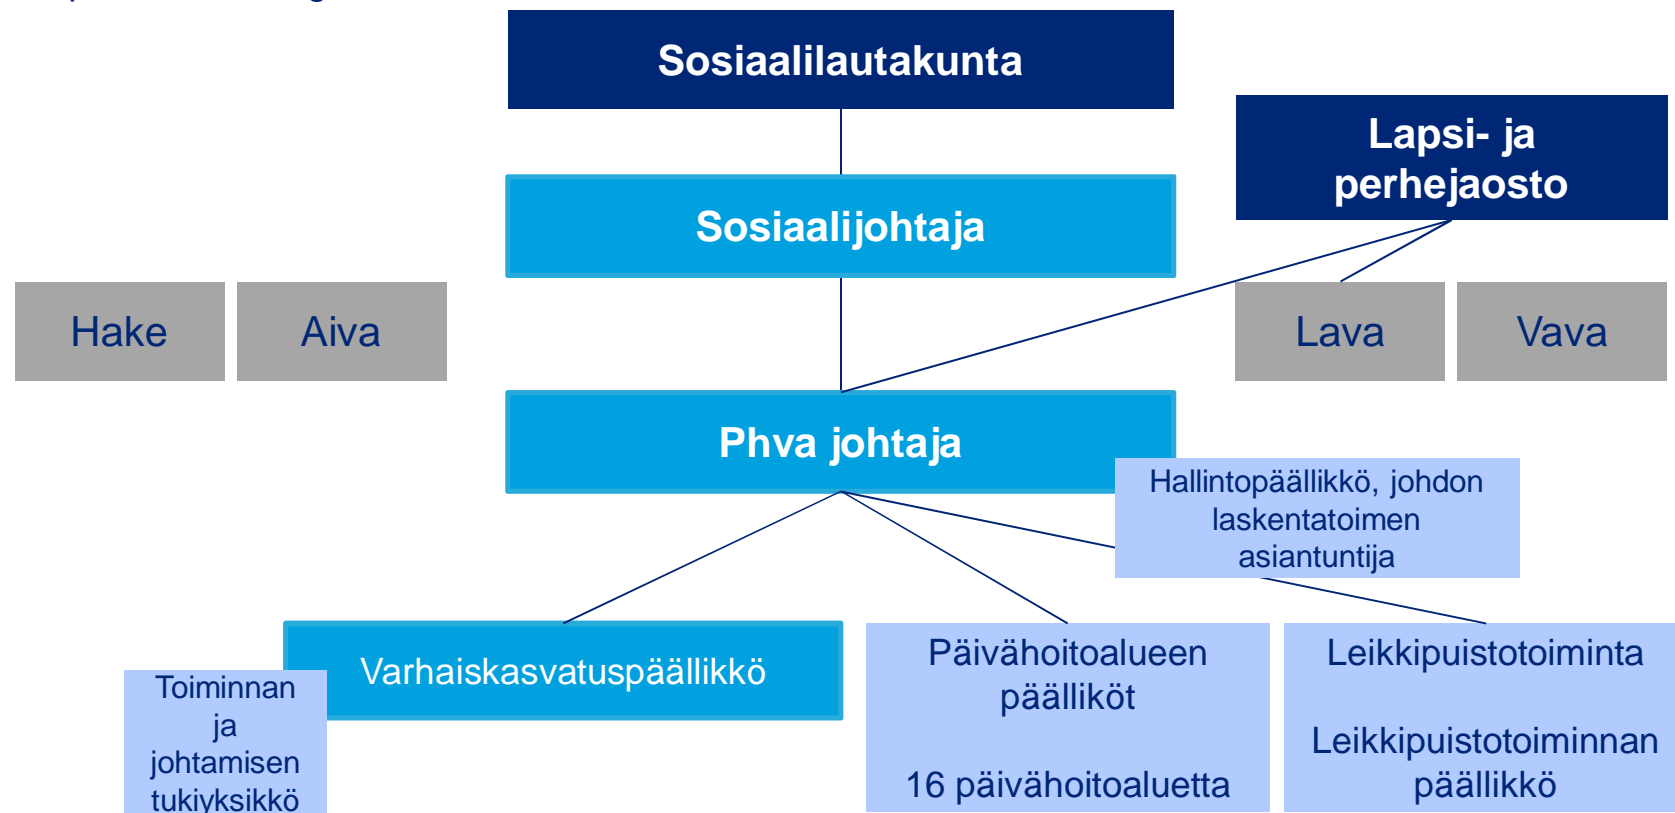 Sosiaalilautakunta
Lapsi- ja
perhejaosto
Sosiaalijohtaja
Hake
Aiva
Lava
Vava
Phva johtaja
Hallintopäällikkö, johdon
laskentatoimen
asiantuntija
Varhaiskasvatuspäällikkö
Toiminnan
ja
johtamisen
tukiyksikkö
Päivähoitoalueen
päälliköt
16 päivähoitoaluetta
Leikkipuistotoiminta
Leikkipuistotoiminnan
päällikkö